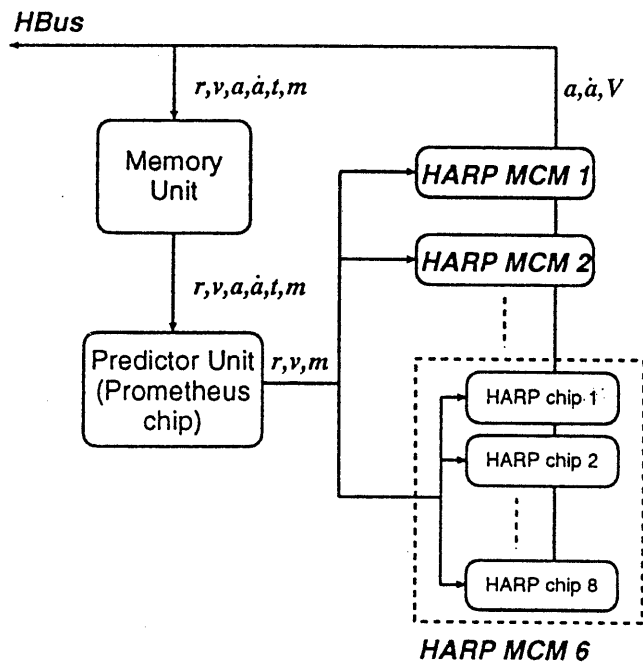 HBus
r,v,a,ȧ,t,m
a,ȧ,V
Memory
Unit
HARP MCM 1
HARP MCM 2
r,v,a,ȧ,t,m
Predictor Unit
(Prometheus
chip)
r,v,m
HARP chip 1
HARP chip 2
HARP chip 8
HARP MCM 6